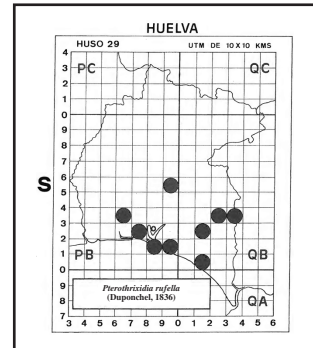 HUELVA
HUSO 29 UTM DE 10 X 10 KMS
4 PC QC
3
2
1
0
9
8
7
6
5
S
4
3
2
1 PB QB
0
9
8 Pterothrixidia rufella
(Duponchel, 1836) QA
7
3 4 5 6 7 8 9 0 1 2 3 4 5 6